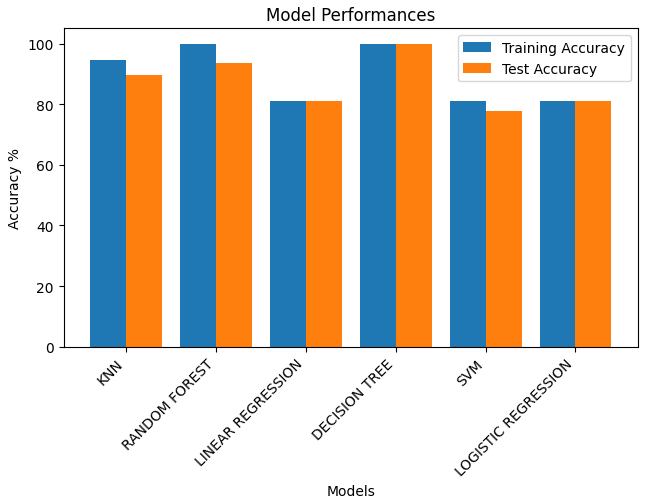 Model Performances
Training Accuracy
Test Accuracy
Accuracy %
100
80
60
40
20
0
KNN
RANDOM FOREST
LINEAR REGRESSION
DECISION TREE
SVM
LOGISTIC REGRESSION
Models